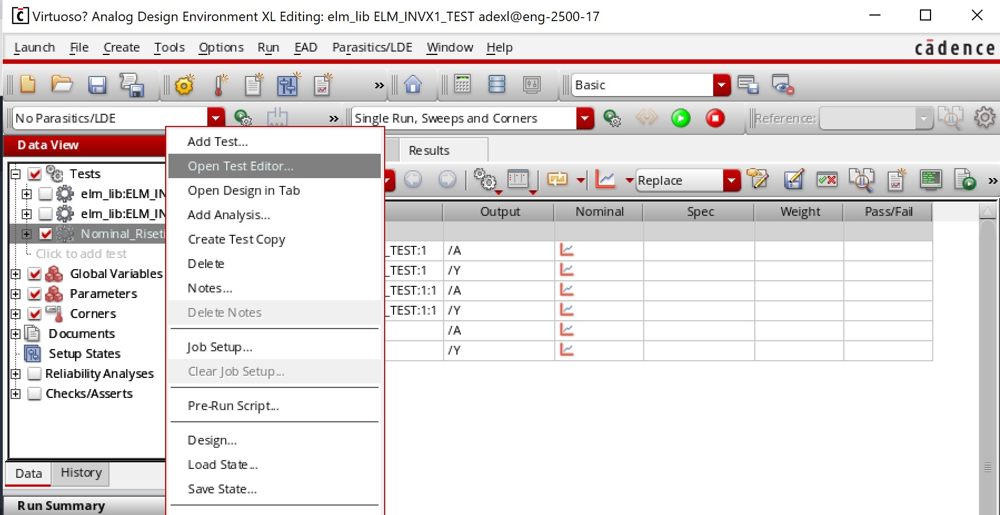 Virtuoso? Analog Design Environment XL Editing: elm_lib ELM_INVX1_TEST adexl@eng-2500-17
Launch File Create Tools Options Run EAD Parasitics/LDE Window Help cādence
» Basic
No Parasitics/LDE » Single Run, Sweeps and Corners Reference:
Data View
Tests
elm_lib:ELM_IN
elm_lib:ELM_IN
Nominal_Riseti
Click to add test
Global Variables
Parameters
Corners
Documents
Setup States
Reliability Analyses
Checks/Asserts
Data History
Run Summary
Add Test...
Open Test Editor...
Open Design in Tab
Add Analysis...
Create Test Copy
Delete
Notes...
Delete Notes
Job Setup...
Clear Job Setup...
Pre-Run Script...
Design...
Load State...
Save State...
Results
Replace »
Output Nominal Spec Weight Pass/Fail
_TEST:1 /A
_TEST:1 /Y
_TEST:1:1 /A
_TEST:1:1 /Y
/A
/Y